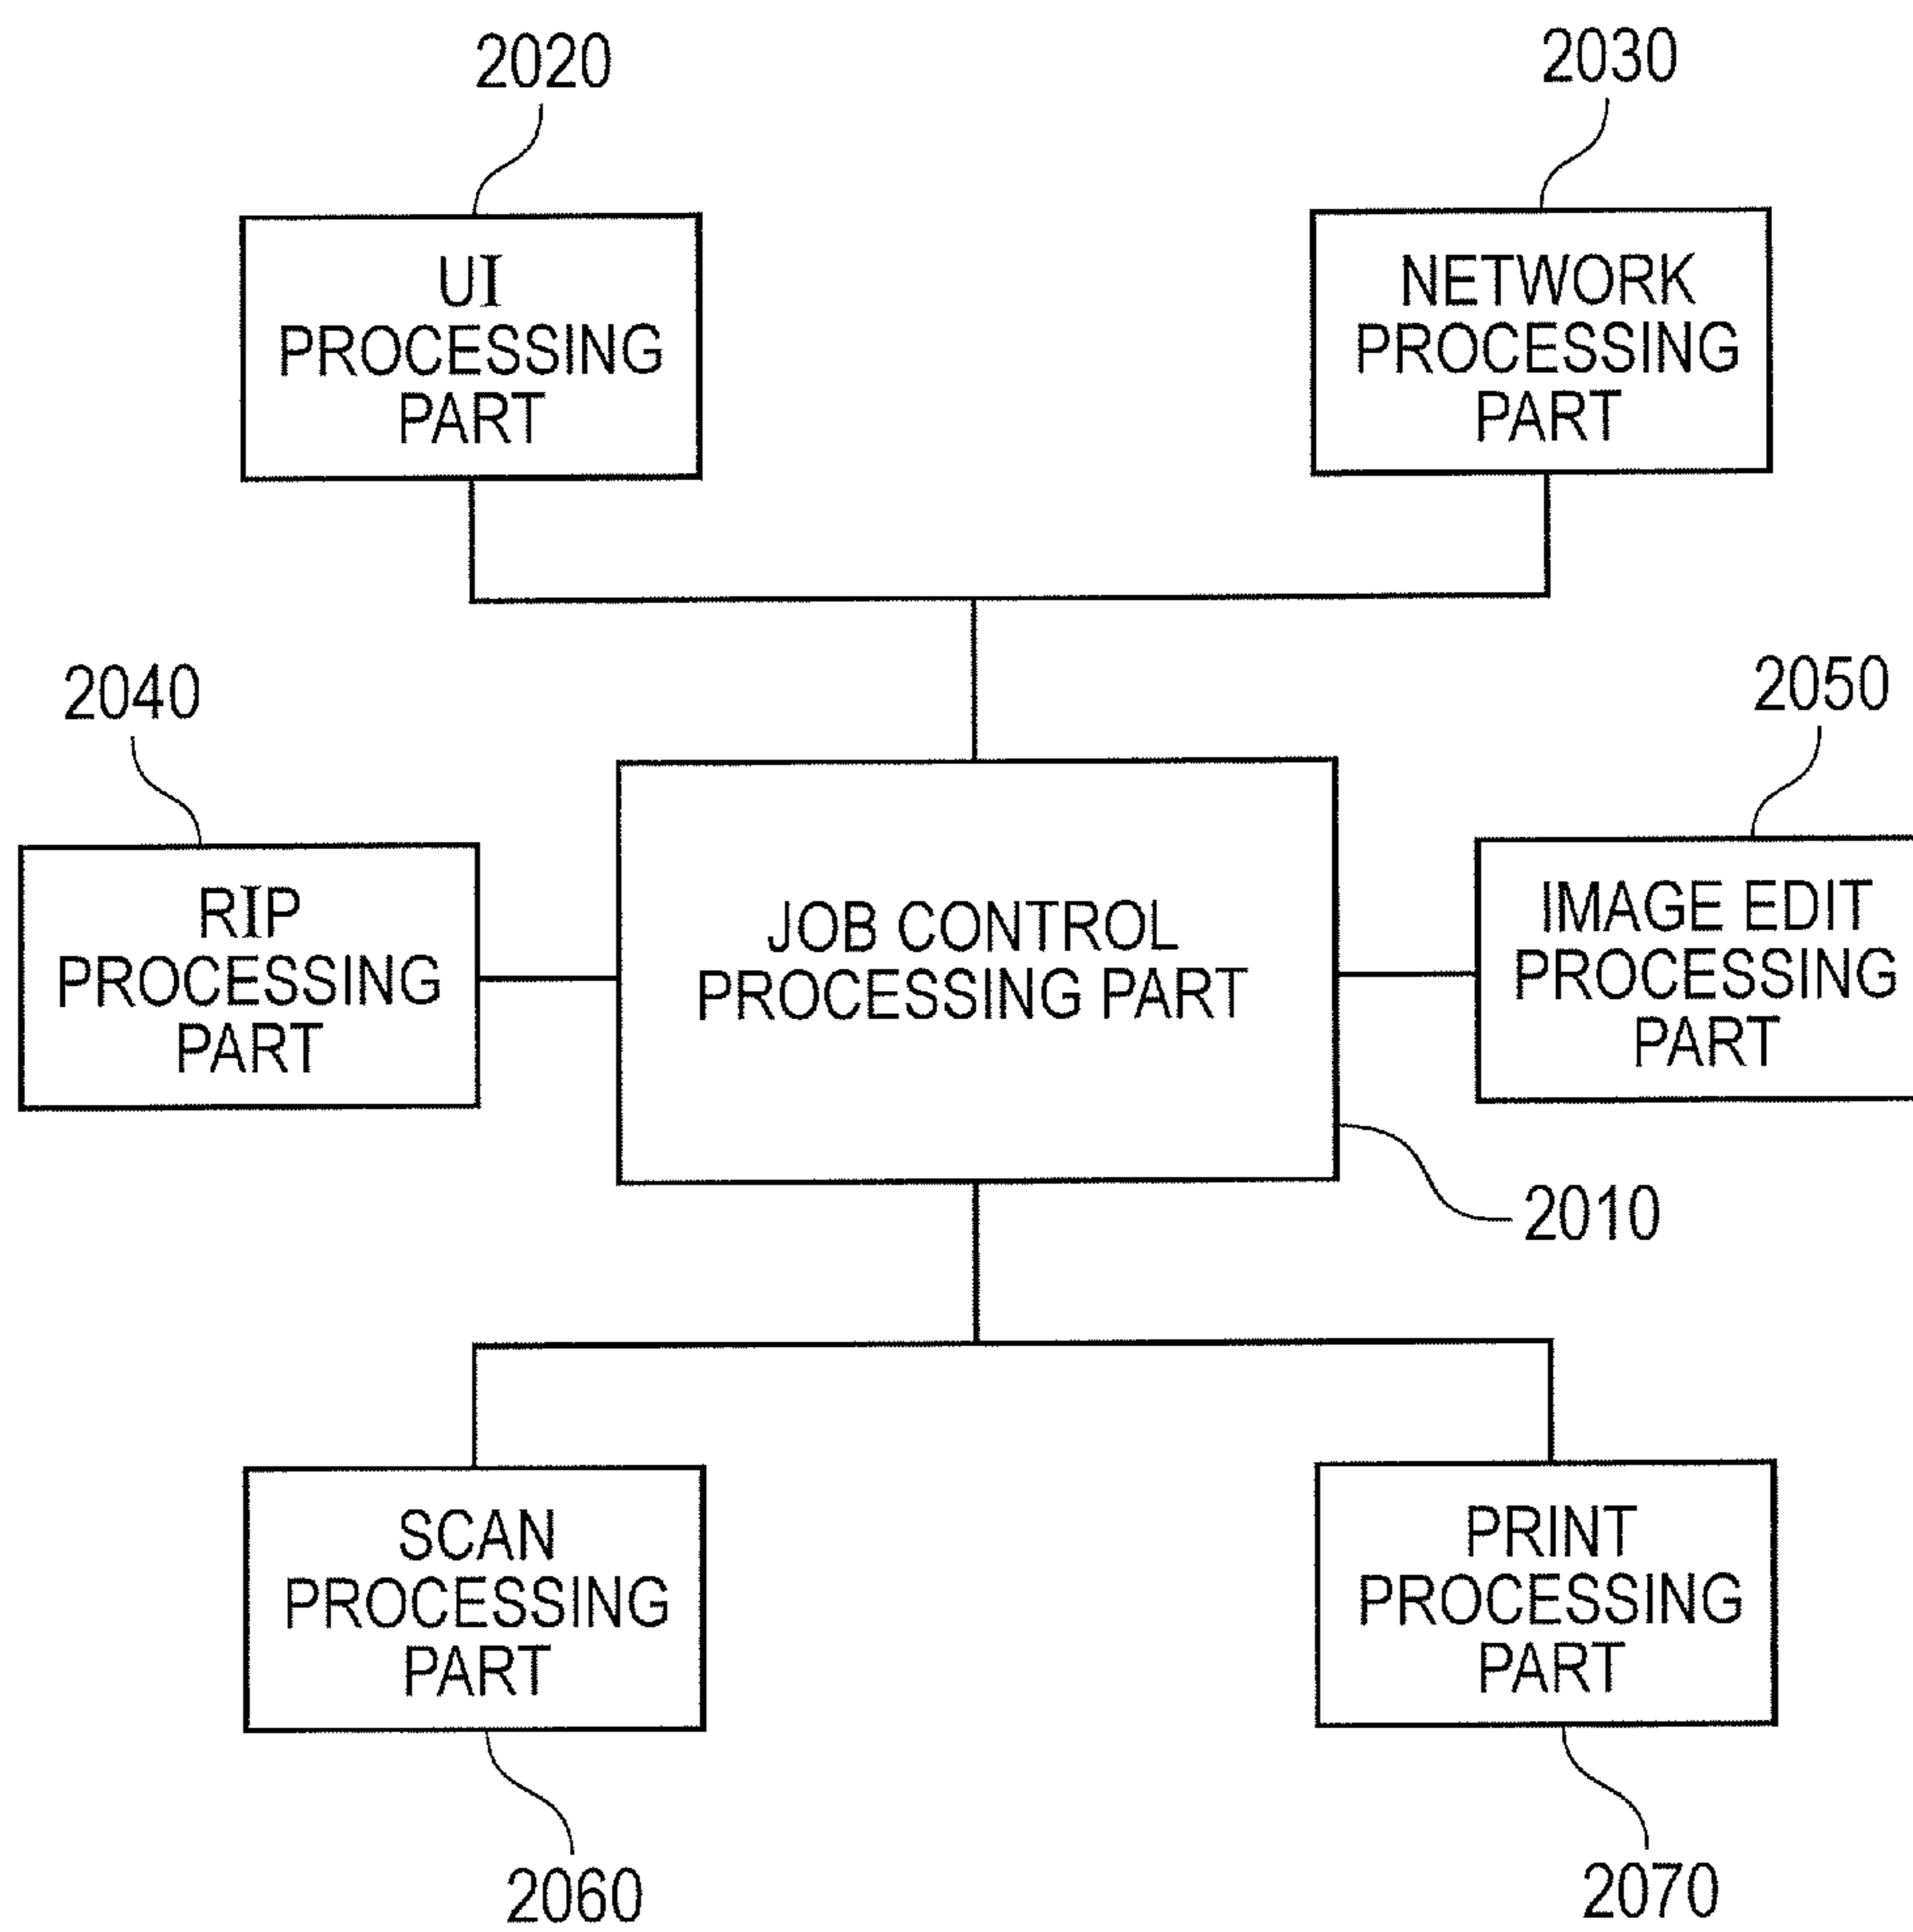 2020
2030
UI
PROCESSING
PART
NETWORK
PROCESSING
PART
2040
2050
RIP
PROCESSING
PART
JOB CONTROL
PROCESSING PART
IMAGE EDIT
PROCESSING
PART
2010
SCAN
PROCESSING
PART
PRINT
PROCESSING
PART
2060
2070